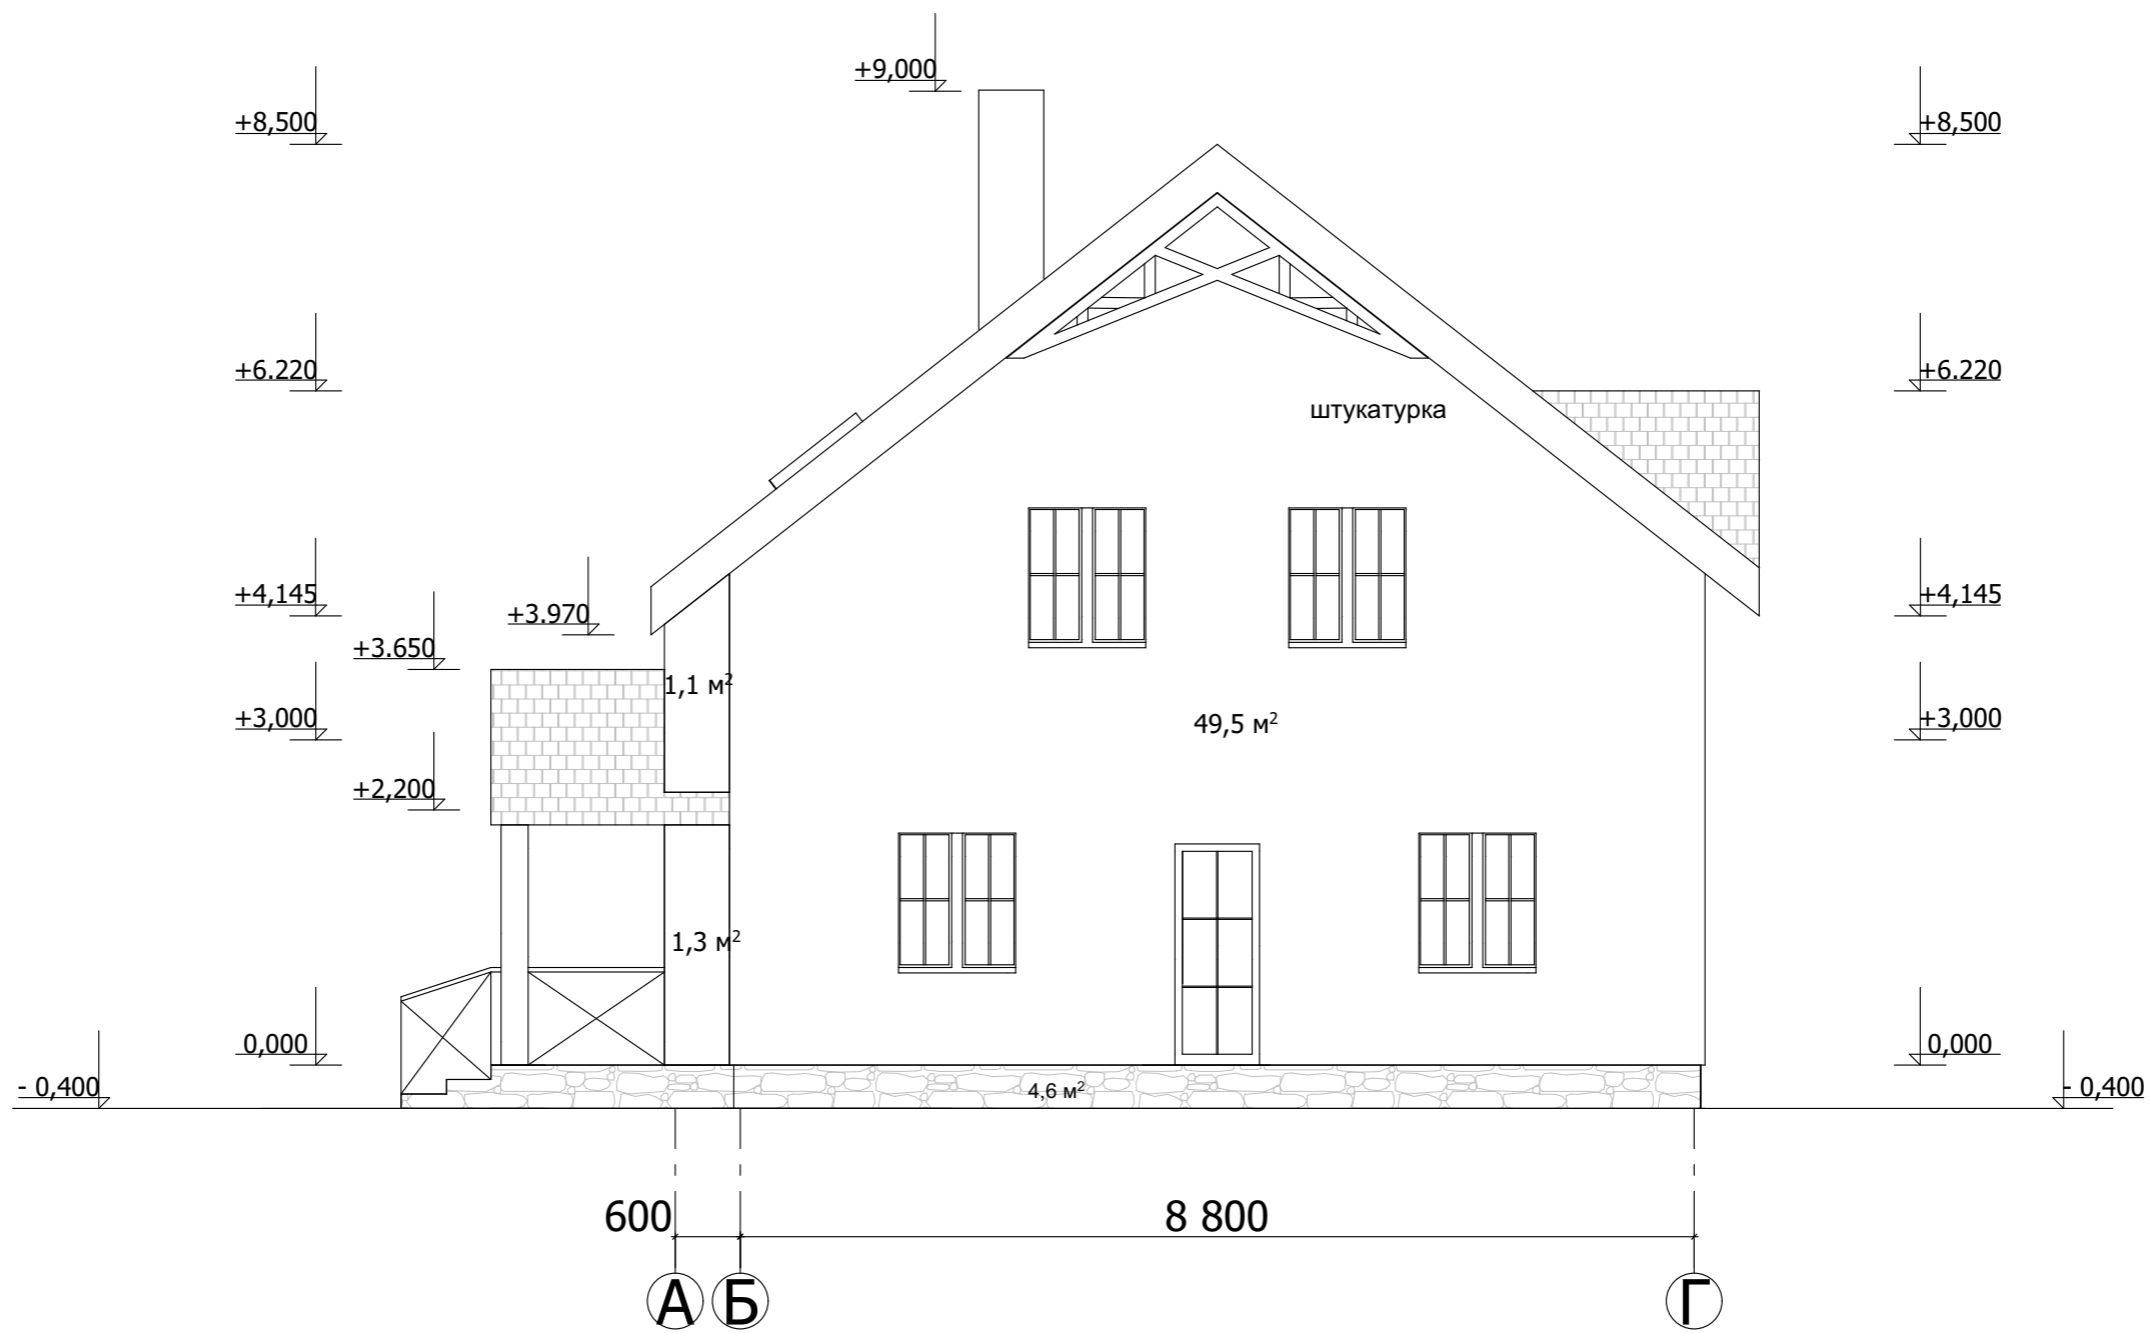 +9,000
+8,500
+8,500
+6.220
+6.220
штукатурка
+4,145
+4,145
+3.970
+3.650
1,1 м²
+3,000
+3,000
49,5 м²
+2,200
1,3 м²
0,000
0,000
- 0,400
- 0,400
4,6 м²
600
8 800
А
Б
Г